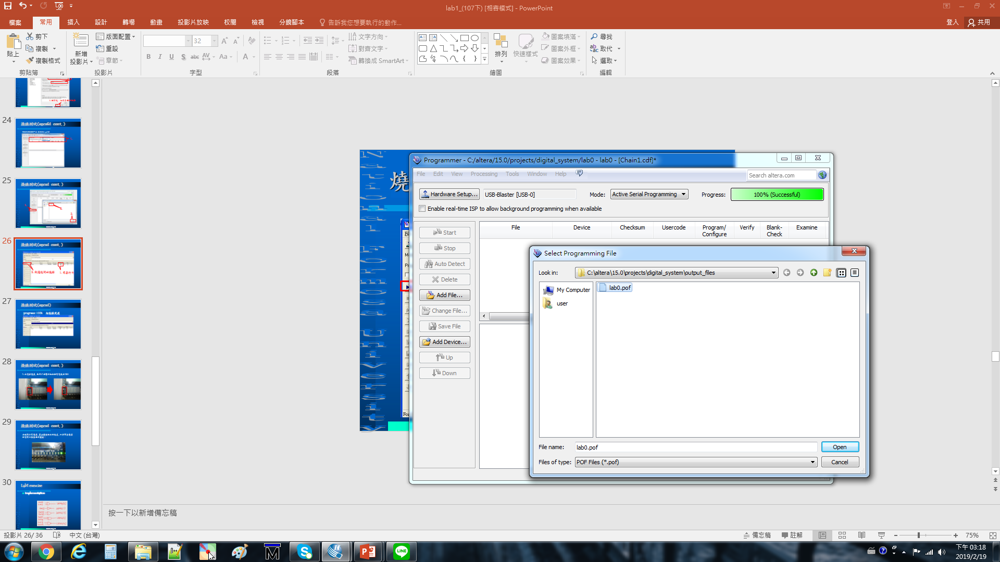 lab1_(107下) [相容模式] - PowerPoint
檔案 常用 插入 設計 轉場 動畫 投影片放映 校閱 檢視 分鏡腳本 告訴我您想要執行的動作... 登入 共用
貼上
剪下
複製
複製格式
剪貼簿
新增
投影片
版面配置
重設
章節
投影片
32
B I U S abc AV Aa A
字型
文字方向
對齊文字
轉換成 SmartArt
段落
排列
快速樣式
圖案填滿
圖案外框
圖案效果
繪圖
尋找
取代
選取
編輯
24
25
26
27
progress:100%
28
29
30
Lab1 exercise
燒
Programmer - C:/altera/15.0/projects/digital_system/lab0 - lab0 - [Chain1.cdf]*
File Edit View Processing Tools Window Help
Search altera.com
Hardware Setup...
USB-Blaster [USB-0]
Mode:
Active Serial Programming
Progress:
100% (Successful)
Enable real-time ISP to allow background programming when available
Start
Stop
Auto Detect
Delete
Add File...
Change File...
Save File
Add Device...
Up
Down
File Device Checksum Usercode Program/ Configure Verify Blank- Check Examine
Select Programming File
Look in:
C:\altera\15.0\projects\digital_system\output_files
My Computer
user
lab0.pof
File name:
lab0.pof
Open
Files of type:
POF Files (*.pof)
Cancel
按一下以新增備忘稿
投影片 26/ 36 中文 (台灣)
備忘稿 註解 75%
下午 03:18
2019/2/19